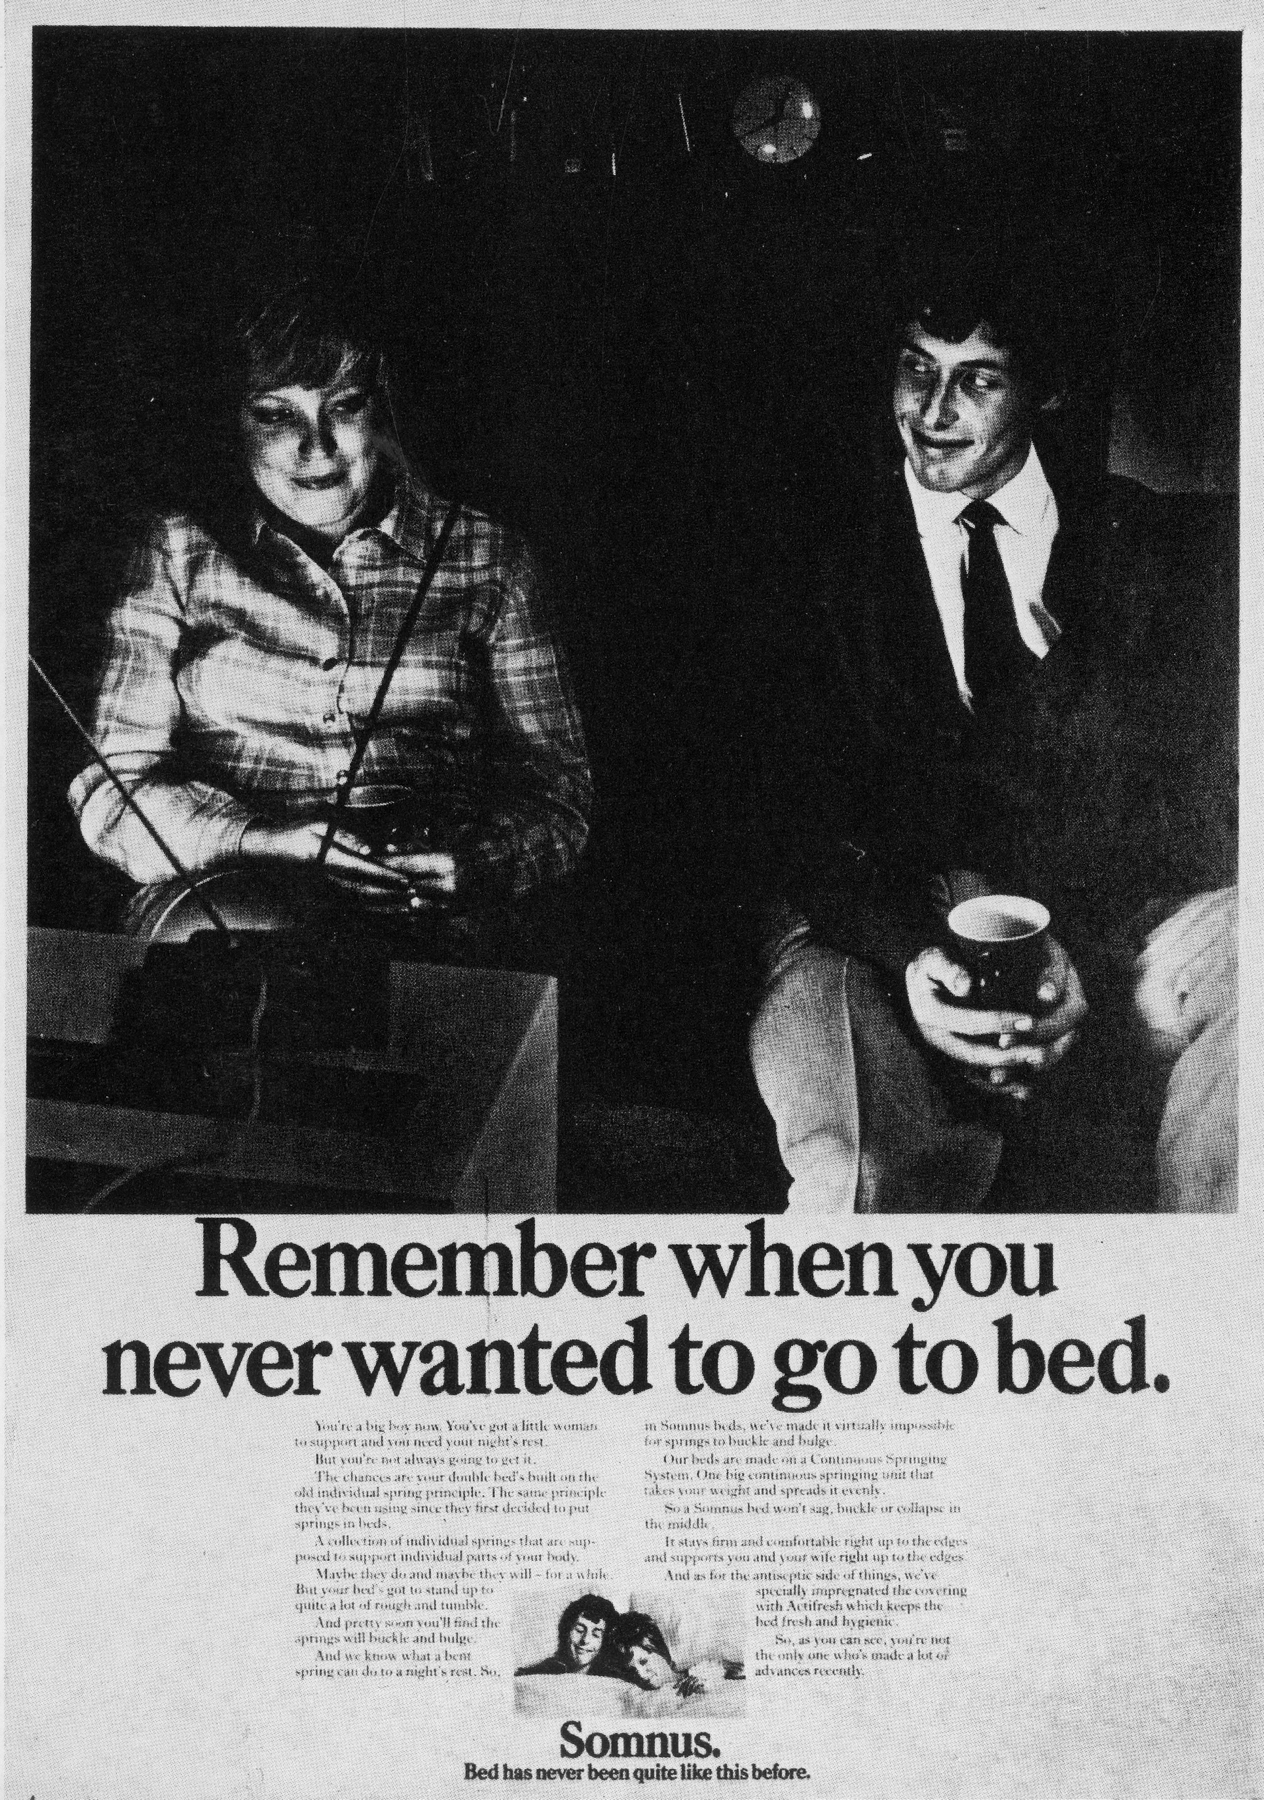 Remember when you
never wanted to go to bed.
You're a big boy now. You've got a little woman
to support and you need your night's rest.
But you're not always going to get it.
The chances are your double bed's built on the
old individual spring principle. The same principle
they've been using since they first decided to put
springs in beds.
A collection of individual springs that are sup-
posed to support individual parts of your body.
Maybe they do and maybe they will – for a while.
But your bed's got to stand up to
quite a lot of rough and tumble.
And pretty soon you'll find the
springs will buckle and bulge.
And we know what a bent
spring can do to a night's rest. So,
in Somnus beds, we've made it virtually impossible
for springs to buckle and bulge.
Our beds are made on a Continuous Springing
System. One big continuous springing unit that
takes your weight and spreads it evenly.
So a Somnus bed won't sag, buckle or collapse in
the middle.
It stays firm and comfortable right up to the edges
and supports you and your wife right up to the edges.
And as for the antiseptic side of things, we've
specially impregnated the covering
with Actifresh which keeps the
bed fresh and hygienic.
So, as you can see, you're not
the only one who's made a lot of
advances recently.
Somnus.
Bed has never been quite like this before.